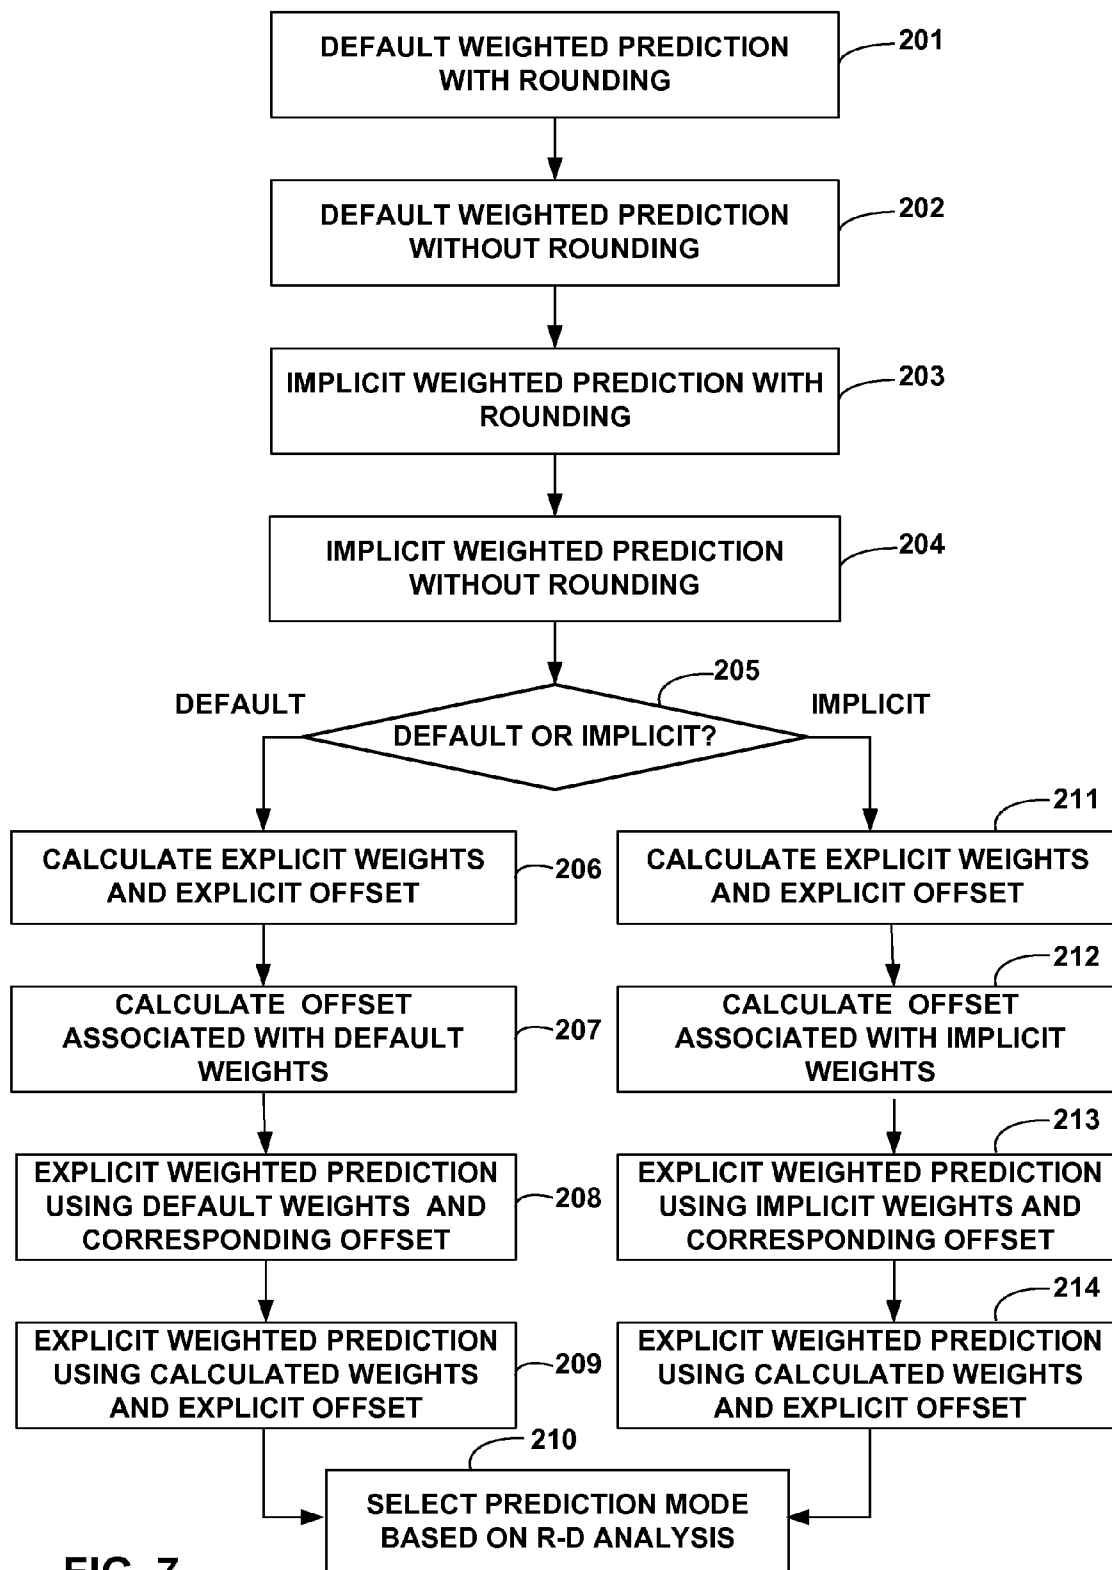 DEFAULT WEIGHTED PREDICTION
WITH ROUNDING
201
DEFAULT WEIGHTED PREDICTION
WITHOUT ROUNDING
202
IMPLICIT WEIGHTED PREDICTION WITH
ROUNDING
203
IMPLICIT WEIGHTED PREDICTION
WITHOUT ROUNDING
204
205
DEFAULT
IMPLICIT
DEFAULT OR IMPLICIT?
CALCULATE EXPLICIT WEIGHTS
AND EXPLICIT OFFSET
206
CALCULATE OFFSET
ASSOCIATED WITH DEFAULT
WEIGHTS
207
EXPLICIT WEIGHTED PREDICTION
USING DEFAULT WEIGHTS AND
CORRESPONDING OFFSET
208
EXPLICIT WEIGHTED PREDICTION
USING CALCULATED WEIGHTS
AND EXPLICIT OFFSET
209
211
CALCULATE EXPLICIT WEIGHTS
AND EXPLICIT OFFSET
212
CALCULATE OFFSET
ASSOCIATED WITH IMPLICIT
WEIGHTS
213
EXPLICIT WEIGHTED PREDICTION
USING IMPLICIT WEIGHTS AND
CORRESPONDING OFFSET
214
EXPLICIT WEIGHTED PREDICTION
USING CALCULATED WEIGHTS
AND EXPLICIT OFFSET
210
SELECT PREDICTION MODE
BASED ON R-D ANALYSIS
FIG. 7